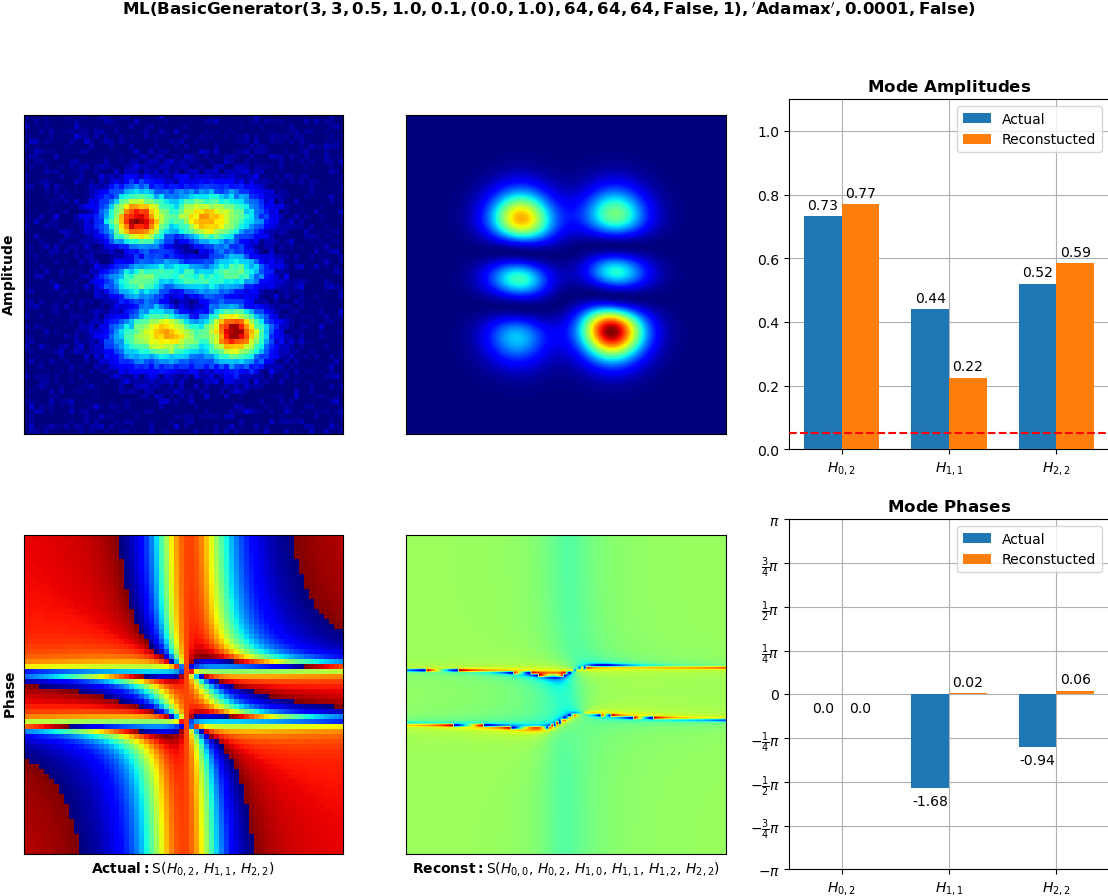 ML(BasicGenerator(3, 3, 0.5, 1.0, 0.1, (0.0, 1.0), 64, 64, 64, False, 1), ′Adamax′, 0.0001, False)
Amplitude
Mode Amplitudes
Actual
Reconstucted
1.0
0.8
0.6
0.4
0.2
0.0
0.73
0.77
0.44
0.22
0.52
0.59
H0,2
H1,1
H2,2
Phase
Actual: S(H0,2, H1,1, H2,2)
Reconst: S(H0,0, H0,2, H1,0, H1,1, H1,2, H2,2)
Mode Phases
Actual
Reconstucted
π
3/4π
1/2π
1/4π
0
−1/4π
−1/2π
−3/4π
−π
0.0
0.0
-1.68
0.02
-0.94
0.06
H0,2
H1,1
H2,2